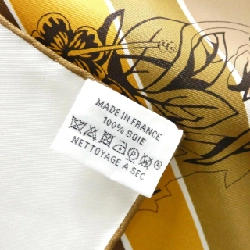 MADE IN FRANCE
100% SOIE
NETTOYAGE A SEC